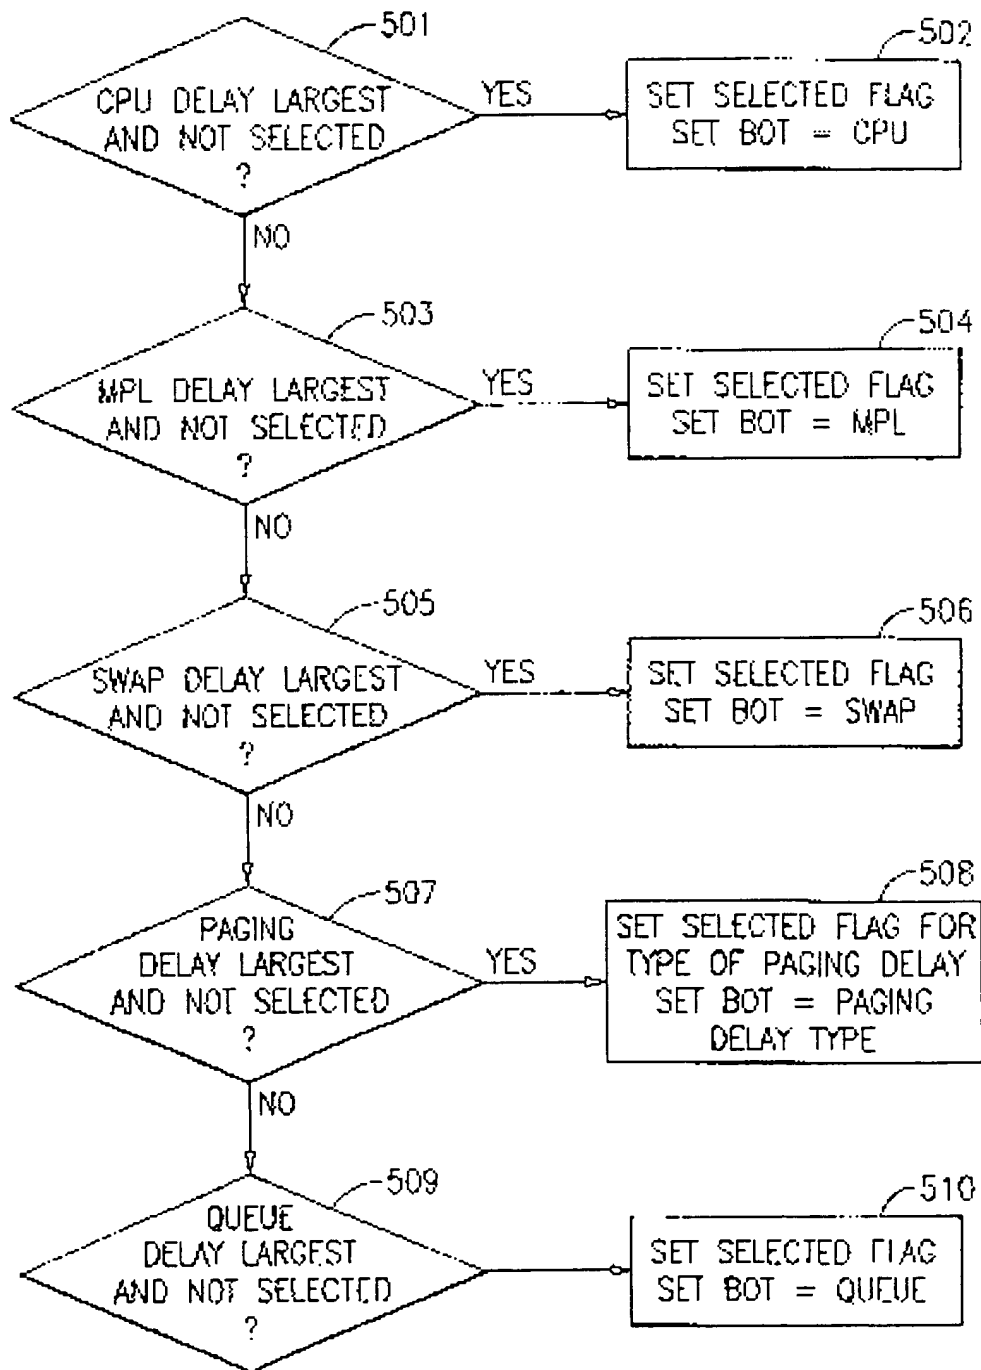 501
CPU DELAY LARGEST
AND NOT SELECTED
?
YES
502
SET SELECTED FLAG
SET BOT = CPU
NO
503
MPL DELAY LARGEST
AND NOT SELECTED
?
YES
504
SET SELECTED FLAG
SET BOT = MPL
NO
505
SWAP DELAY LARGEST
AND NOT SELECTED
?
YES
506
SET SELECTED FLAG
SET BOT = SWAP
NO
507
PAGING
DELAY LARGEST
AND NOT SELECTED
?
YES
508
SET SELECTED FLAG FOR
TYPE OF PAGING DELAY
SET BOT = PAGING
DELAY TYPE
NO
509
QUEUE
DELAY LARGEST
AND NOT SELECTED
?
510
SET SELECTED FLAG
SET BOT = QUEUE